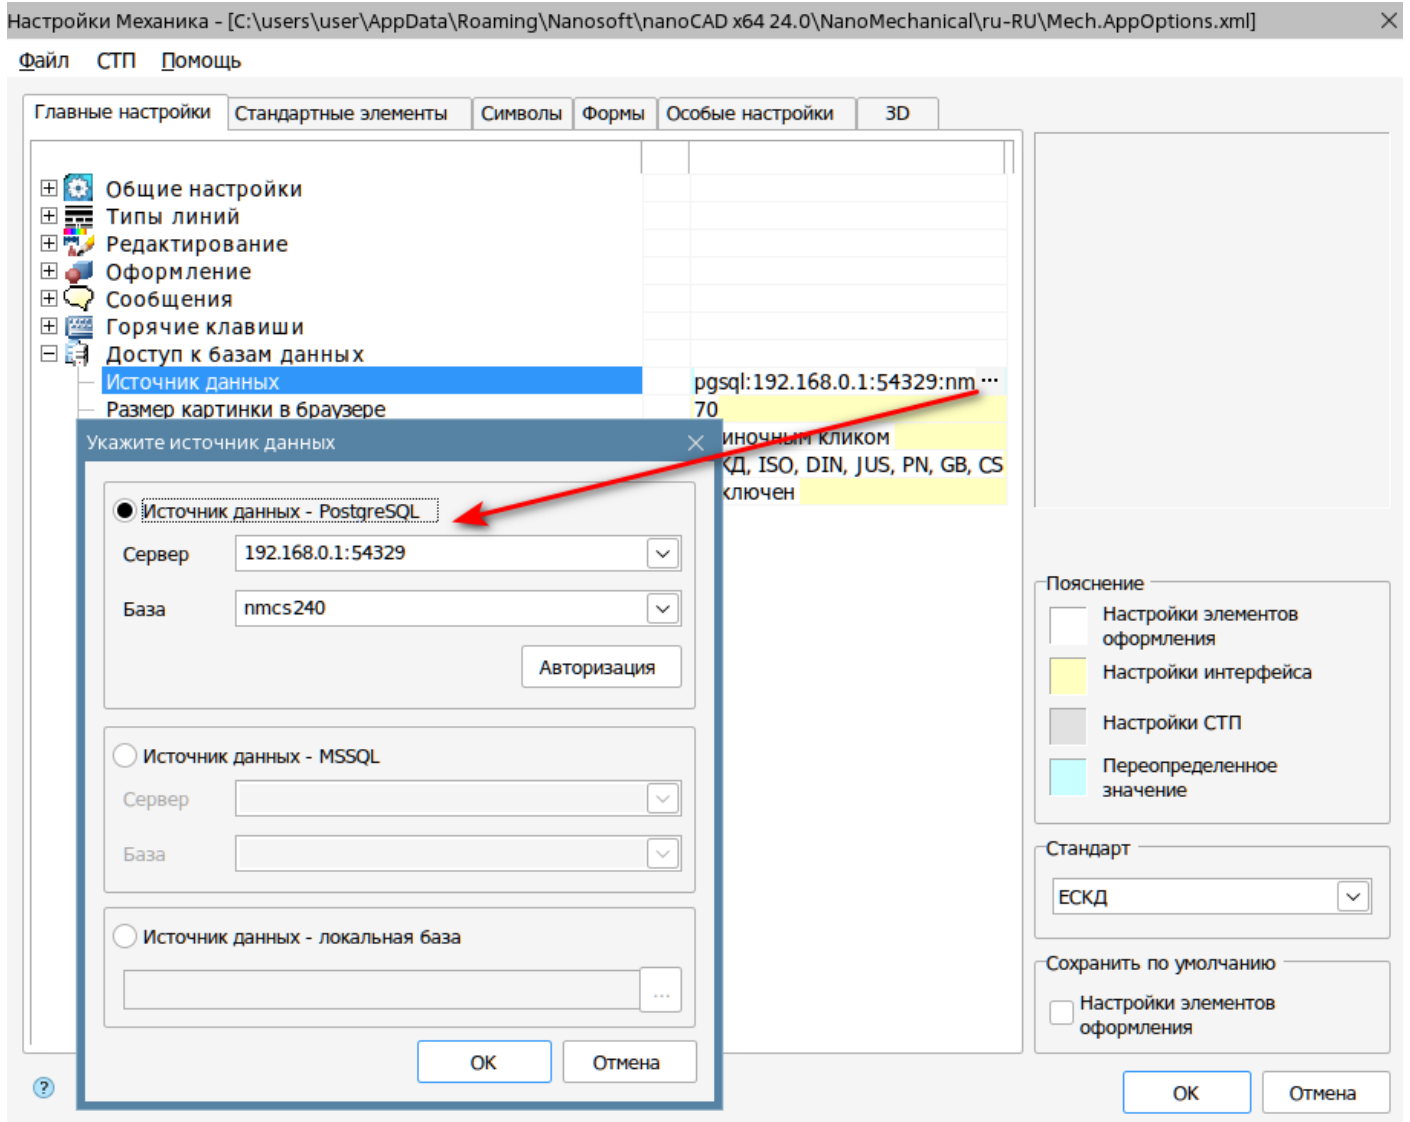 Настройки Механика - [C:\users\user\AppData\Roaming\Nanosoft\nanoCAD x64 24.0\NanoMechanical\ru-RU\Mech.AppOptions.xml]
Файл СТП Помощь
Главные настройки Стандартные элементы Символы Формы Особые настройки 3D
Общие настройки
Типы линий
Редактирование
Оформление
Сообщения
Горячие клавиши
Доступ к базам данных
Источник данных pgsql:192.168.0.1:54329:nm ...
Размер картинки в браузере 70
иночным кликом
КД, ISO, DIN, JUS, PN, GB, CS
ключен
Укажите источник данных
Источник данных - PostgreSQL
Сервер 192.168.0.1:54329
База nmcs240
Авторизация
Источник данных - MSSQL
Сервер
База
Источник данных - локальная база
...
ОК Отмена
Пояснение
Настройки элементов
оформления
Настройки интерфейса
Настройки СТП
Переопределенное
значение
Стандарт
ЕСКД
Сохранить по умолчанию
Настройки элементов
оформления
?
ОК Отмена